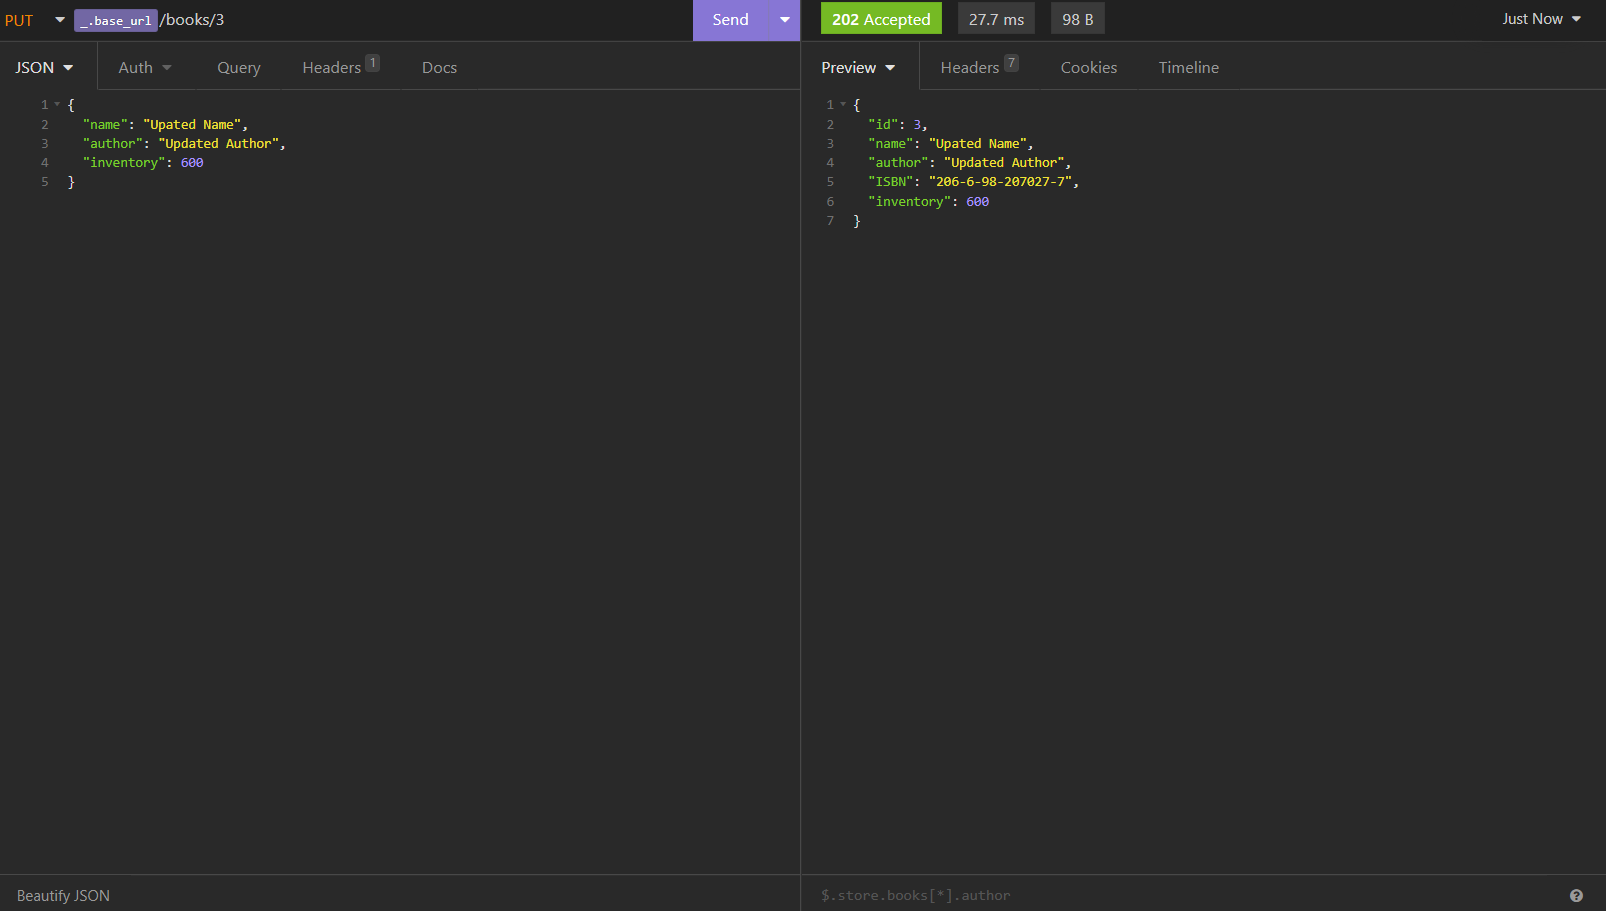 PUT _.base_url /books/3 Send 202 Accepted 27.7 ms 98 B Just Now
JSON Auth Query Headers 1 Docs
Preview Headers 7 Cookies Timeline
1 {
2 "name": "Upated Name",
3 "author": "Updated Author",
4 "inventory": 600
5 }
1 {
2 "id": 3,
3 "name": "Upated Name",
4 "author": "Updated Author",
5 "ISBN": "206-6-98-207027-7",
6 "inventory": 600
7 }
Beautify JSON
$.store.books[*].author
?